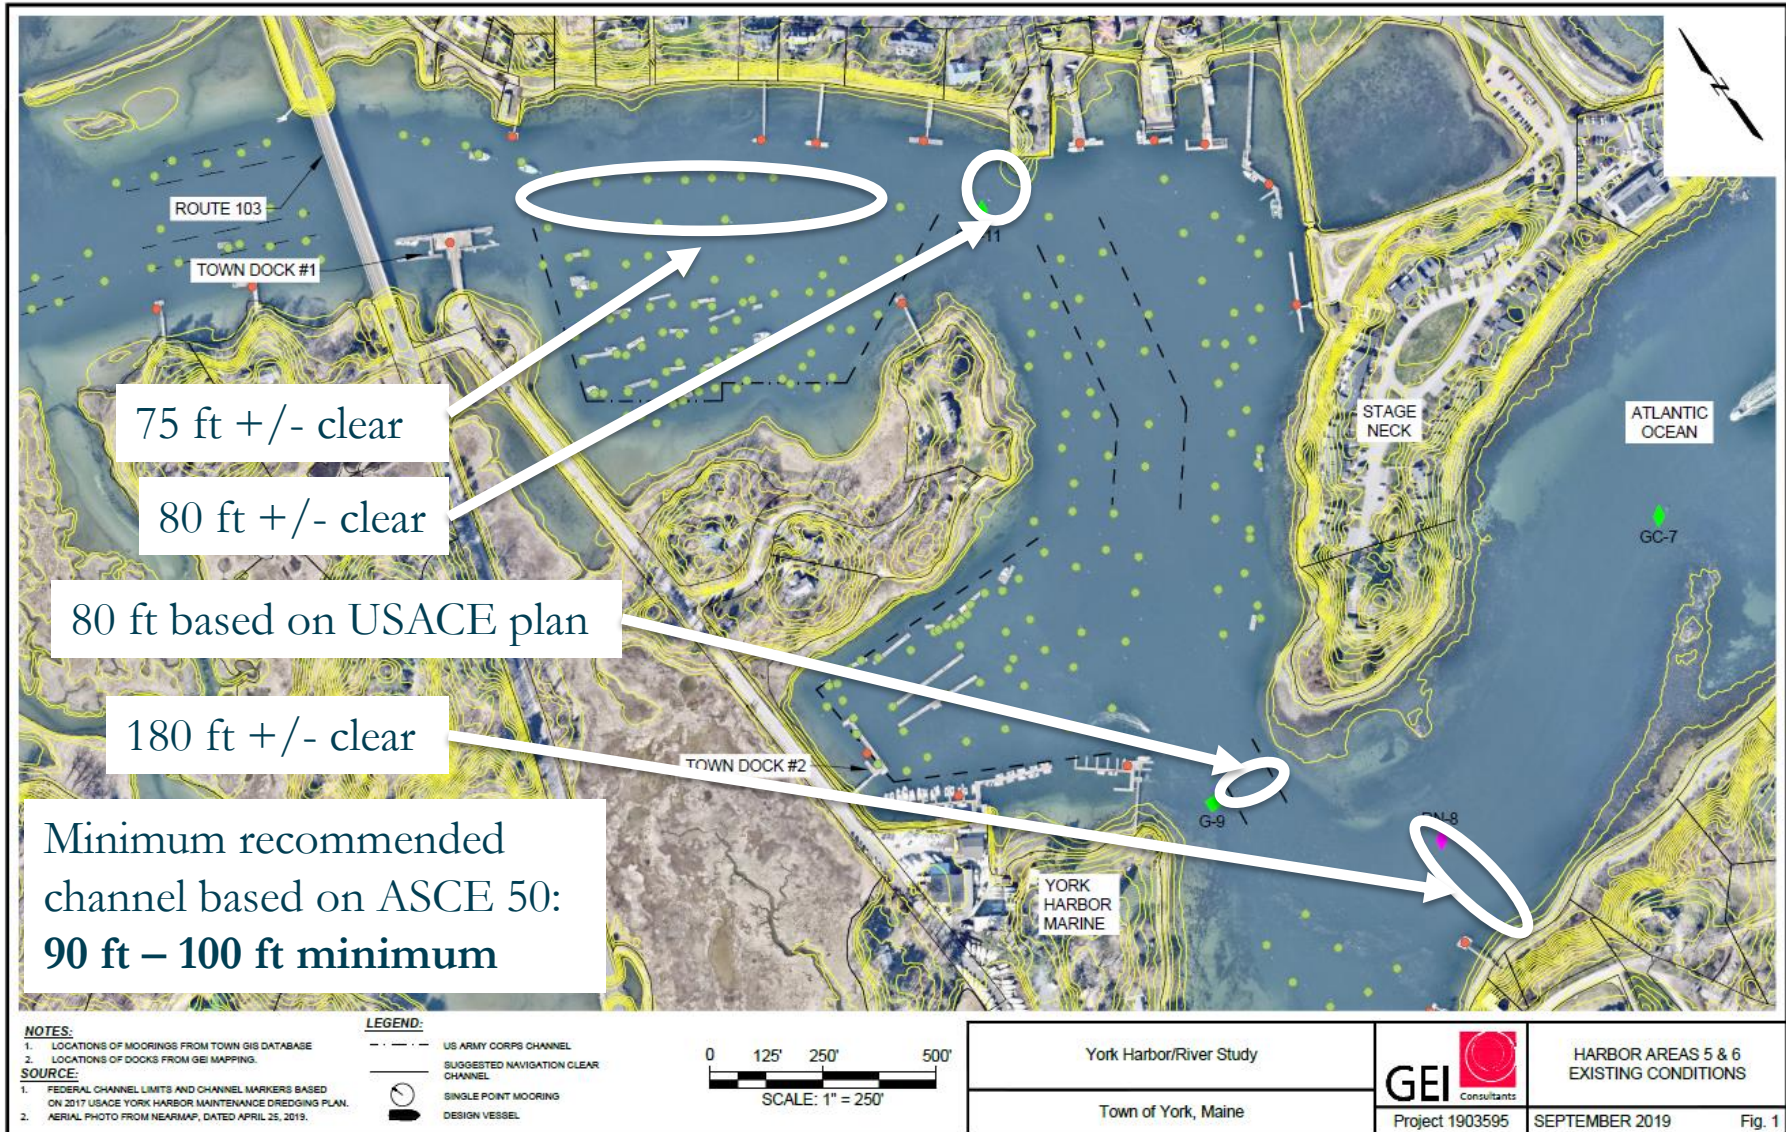 ROUTE 103
TOWN DOCK #1
11
75 ft +/- clear
80 ft +/- clear
80 ft based on USACE plan
180 ft +/- clear
Minimum recommended
channel based on ASCE 50:
90 ft – 100 ft minimum
STAGE
NECK
ATLANTIC
OCEAN
GC-7
TOWN DOCK #2
G-9
RN-8
YORK
HARBOR
MARINE
N
NOTES:
1. LOCATIONS OF MOORINGS FROM TOWN GIS DATABASE
2. LOCATIONS OF DOCKS FROM GEI MAPPING.
SOURCE:
1. FEDERAL CHANNEL LIMITS AND CHANNEL MARKERS BASED
ON 2017 USACE YORK HARBOR MAINTENANCE DREDGING PLAN.
2. AERIAL PHOTO FROM NEARMAP, DATED APRIL 25, 2019.
LEGEND:
US ARMY CORPS CHANNEL
SUGGESTED NAVIGATION CLEAR
CHANNEL
SINGLE POINT MOORING
DESIGN VESSEL
0 125' 250' 500'
SCALE: 1" = 250'
York Harbor/River Study
Town of York, Maine
GEI Consultants
Project 1903595
HARBOR AREAS 5 & 6
EXISTING CONDITIONS
SEPTEMBER 2019 Fig. 1